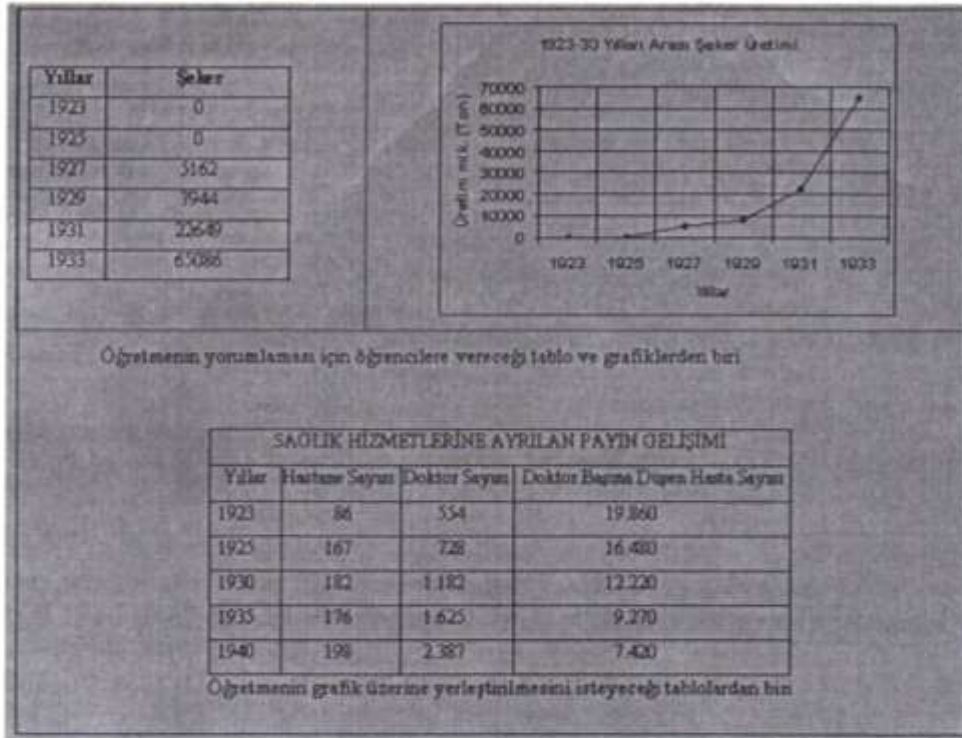 Yıllar Şeker
1923 0
1925 0
1927 5162
1929
1931 22649
1933 65086
1923-30 Yılları Arası Şeker Üretimi
Üretim mik. (Ton)
70000
60000
50000
40000
30000
20000
10000
0
1923 1925 1927 1929 1931 1933
Yıllar
Öğretmenin yorumlaması için öğrencilere vereceği tablo ve grafiklerden biri
SAĞLIK HİZMETLERİNE AYRILAN PAYIN GELİŞİMİ
Yıllar Hastane Sayısı Doktor Sayısı Doktor Başına Düşen Hasta Sayısı
1923 86 554 19.860
1925 167 728 16.480
1930 182 1.182 12.220
1935 176 1.625 9.270
1940 198 2.387 7.420
Öğretmenin grafik üzerine yerleştirilmesini isteyeceği tablolardan biri